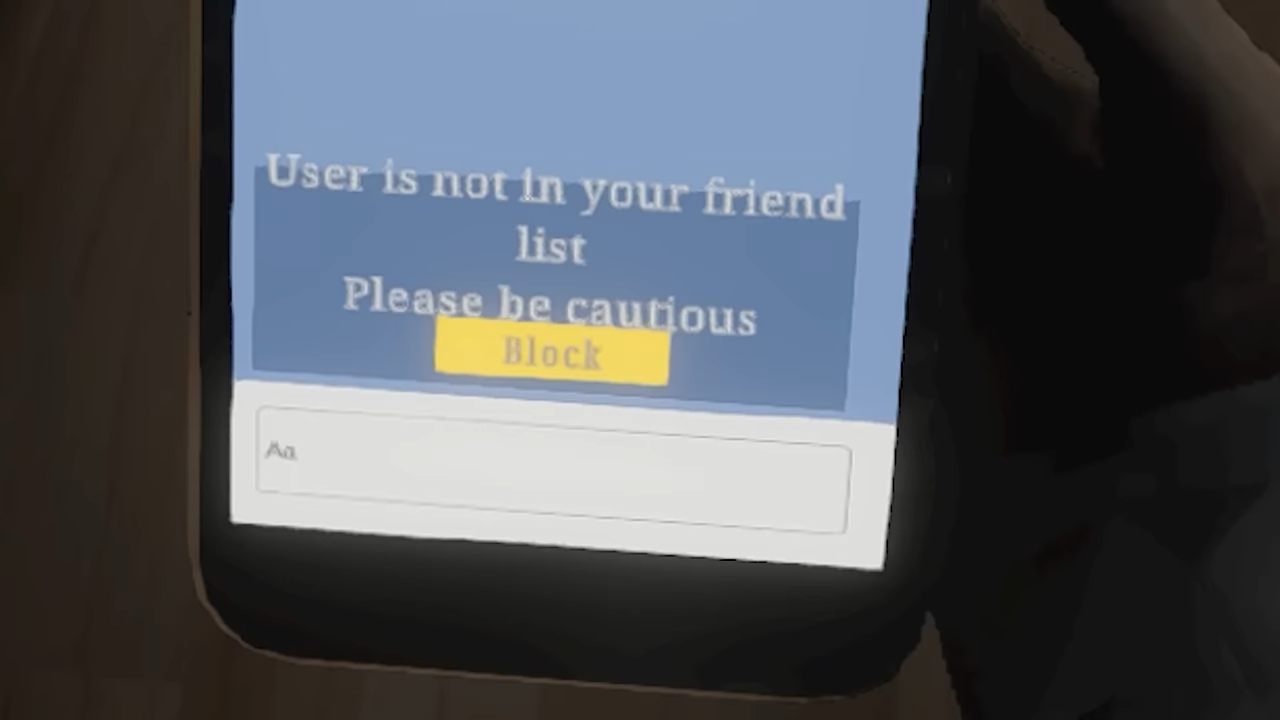 User is not in your friend
list
Please be cautious
Block
Aa